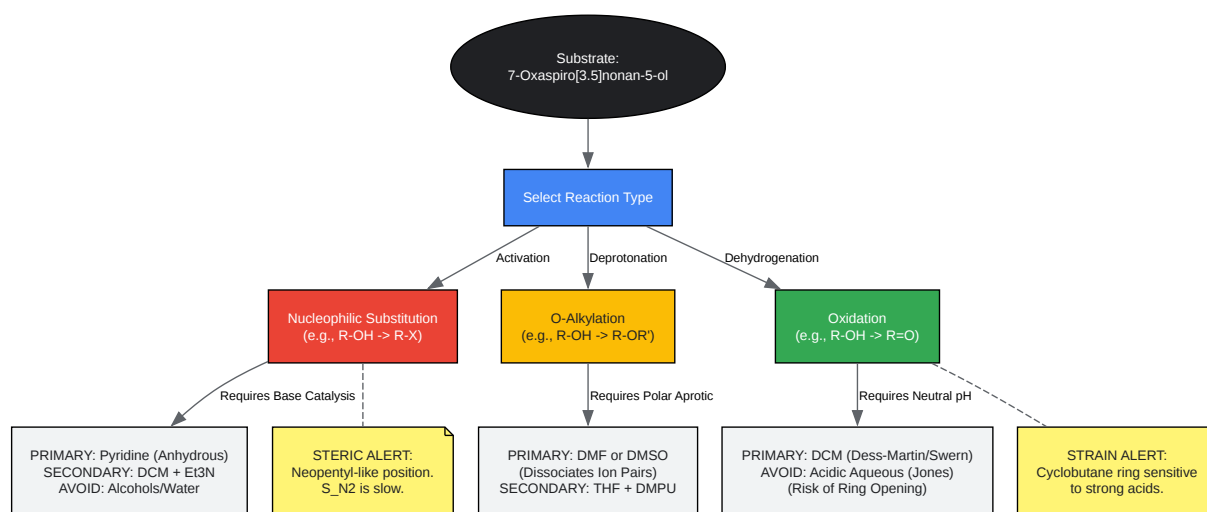 Substrate:
7-Oxaspiro[3.5]nonan-5-ol
Select Reaction Type
Activation
Deprotonation
Dehydrogenation
Nucleophilic Substitution
(e.g., R-OH -> R-X)
O-Alkylation
(e.g., R-OH -> R-OR')
Oxidation
(e.g., R-OH -> R=O)
Requires Base Catalysis
Requires Polar Aprotic
Requires Neutral pH
PRIMARY: Pyridine (Anhydrous)
SECONDARY: DCM + Et3N
AVOID: Alcohols/Water
STERIC ALERT:
Neopentyl-like position.
S_N2 is slow.
PRIMARY: DMF or DMSO
(Dissociates Ion Pairs)
SECONDARY: THF + DMPU
PRIMARY: DCM (Dess-Martin/Swern)
AVOID: Acidic Aqueous (Jones)
(Risk of Ring Opening)
STRAIN ALERT:
Cyclobutane ring sensitive
to strong acids.